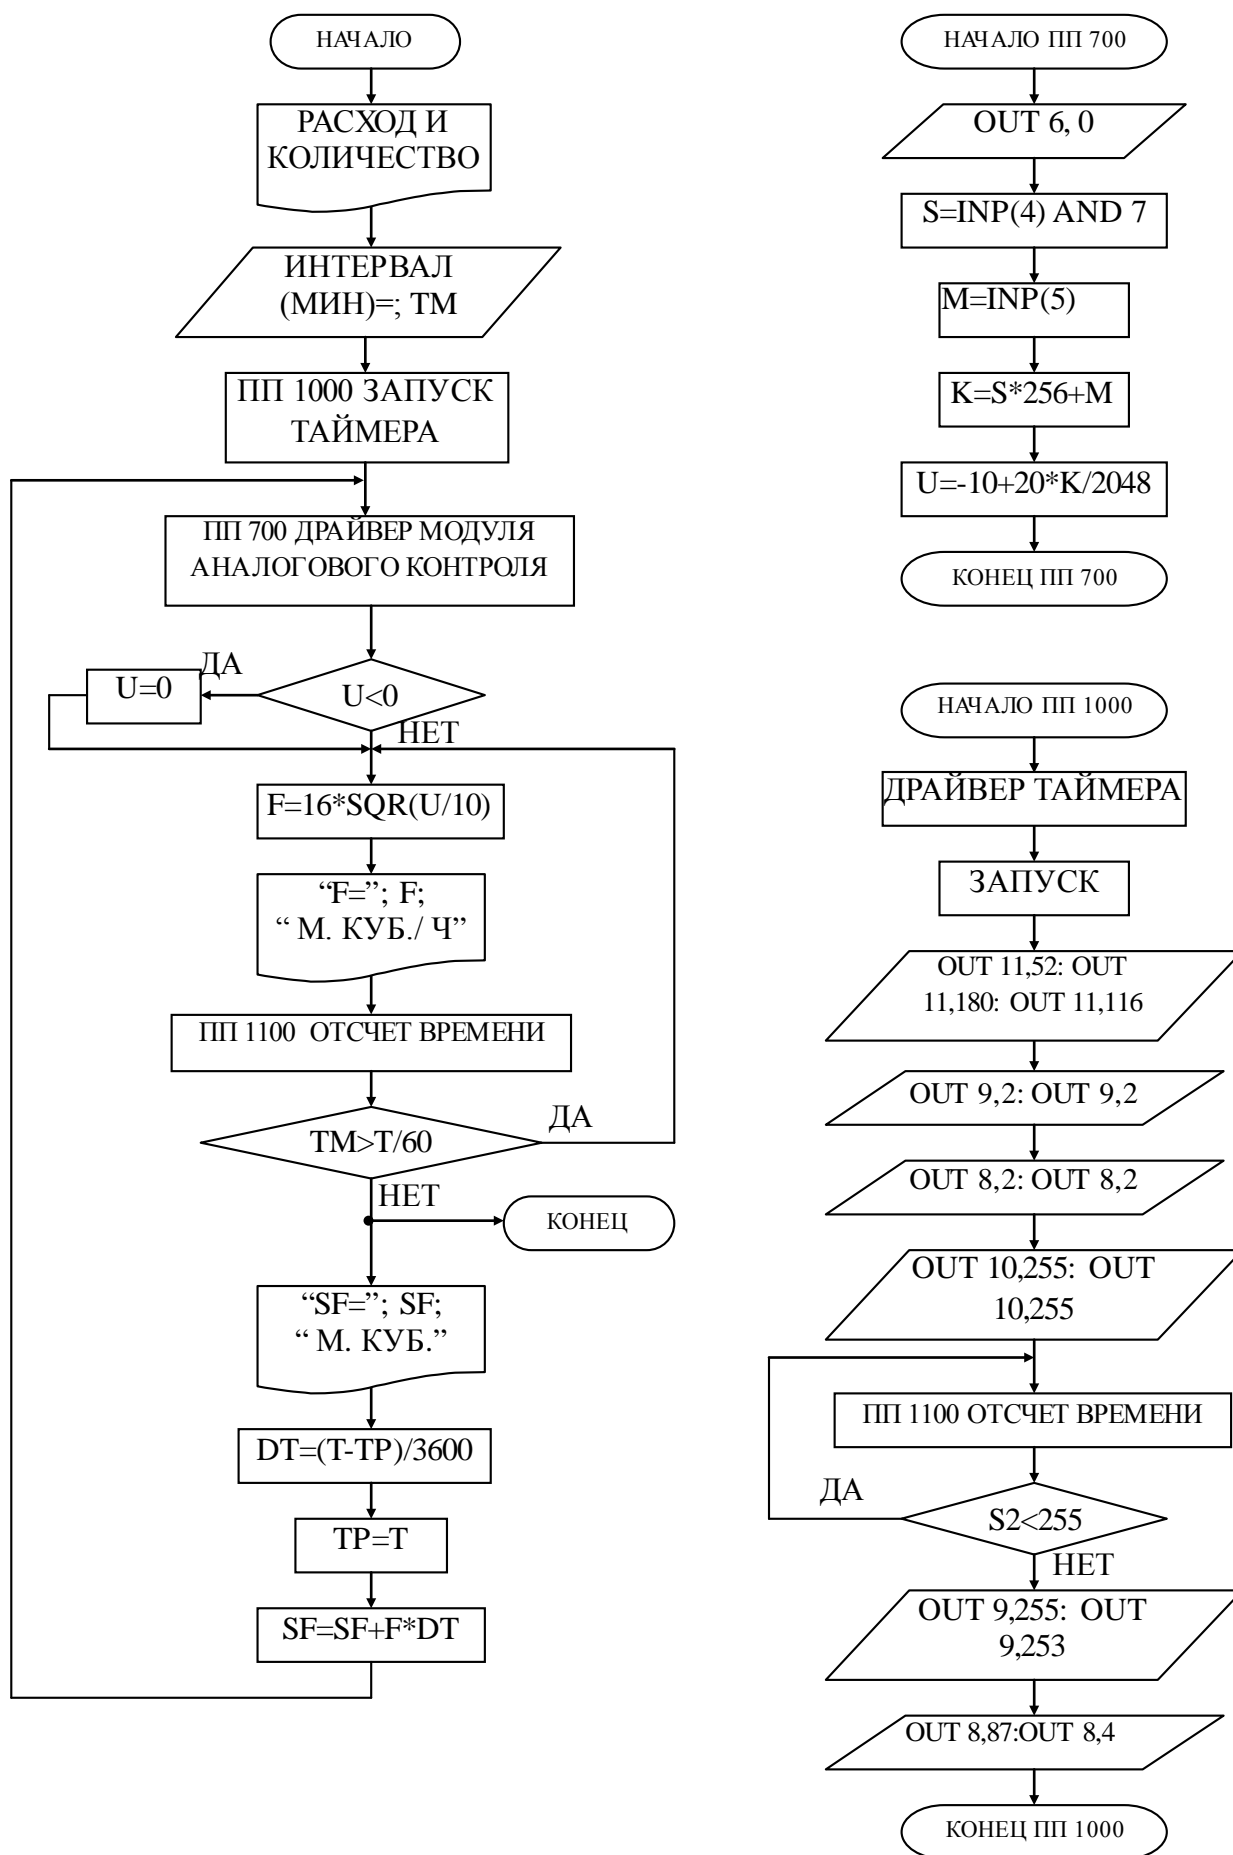 НАЧАЛО
РАСХОД И
КОЛИЧЕСТВО
ИНТЕРВАЛ
(МИН)=; ТМ
ПП 1000 ЗАПУСК
ТАЙМЕРА
ПП 700 ДРАЙВЕР МОДУЛЯ
АНАЛОГОВОГО КОНТРОЛЯ
ДА
U=0
U<0
НЕТ
F=16*SQR(U/10)
“F=”; F;
“ М. КУБ./ Ч”
ПП 1100 ОТСЧЕТ ВРЕМЕНИ
ДА
TM>T/60
НЕТ
КОНЕЦ
“SF=”; SF;
“ М. КУБ.”
DT=(T-TP)/3600
TP=T
SF=SF+F*DT
НАЧАЛО ПП 700
OUT 6, 0
S=INP(4) AND 7
M=INP(5)
K=S*256+M
U=-10+20*K/2048
КОНЕЦ ПП 700
НАЧАЛО ПП 1000
ДРАЙВЕР ТАЙМЕРА
ЗАПУСК
OUT 11,52: OUT
11,180: OUT 11,116
OUT 9,2: OUT 9,2
OUT 8,2: OUT 8,2
OUT 10,255: OUT
10,255
ПП 1100 ОТСЧЕТ ВРЕМЕНИ
ДА
S2<255
НЕТ
OUT 9,255: OUT
9,253
OUT 8,87:OUT 8,4
КОНЕЦ ПП 1000